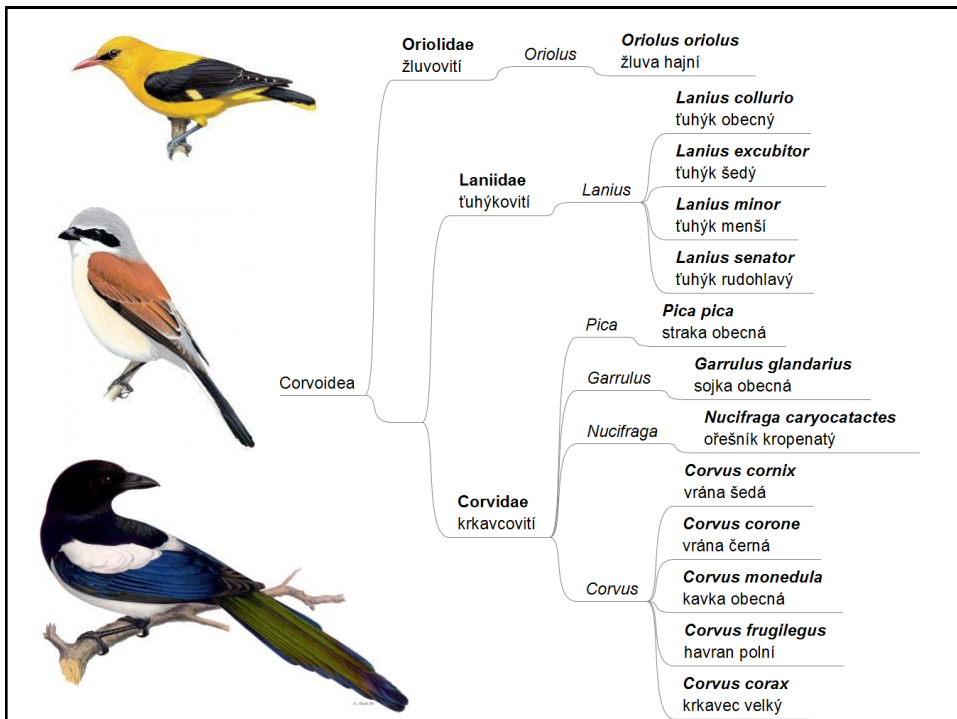 Oriolidae
žluvovití
Oriolus
Oriolus oriolus
žluva hajní
Lanius collurio
ťuhýk obecný
Lanius excubitor
ťuhýk šedý
Laniidae
ťuhýkovití
Lanius
Lanius minor
ťuhýk menší
Lanius senator
ťuhýk rudohlavý
Pica
Pica pica
straka obecná
Corvoidea
Garrulus
Garrulus glandarius
sojka obecná
Nucifraga
Nucifraga caryocatactes
ořešník kropenatý
Corvidae
krkavcovití
Corvus cornix
vrána šedá
Corvus corone
vrána černá
Corvus
Corvus monedula
kavka obecná
Corvus frugilegus
havran polní
Corvus corax
krkavec velký